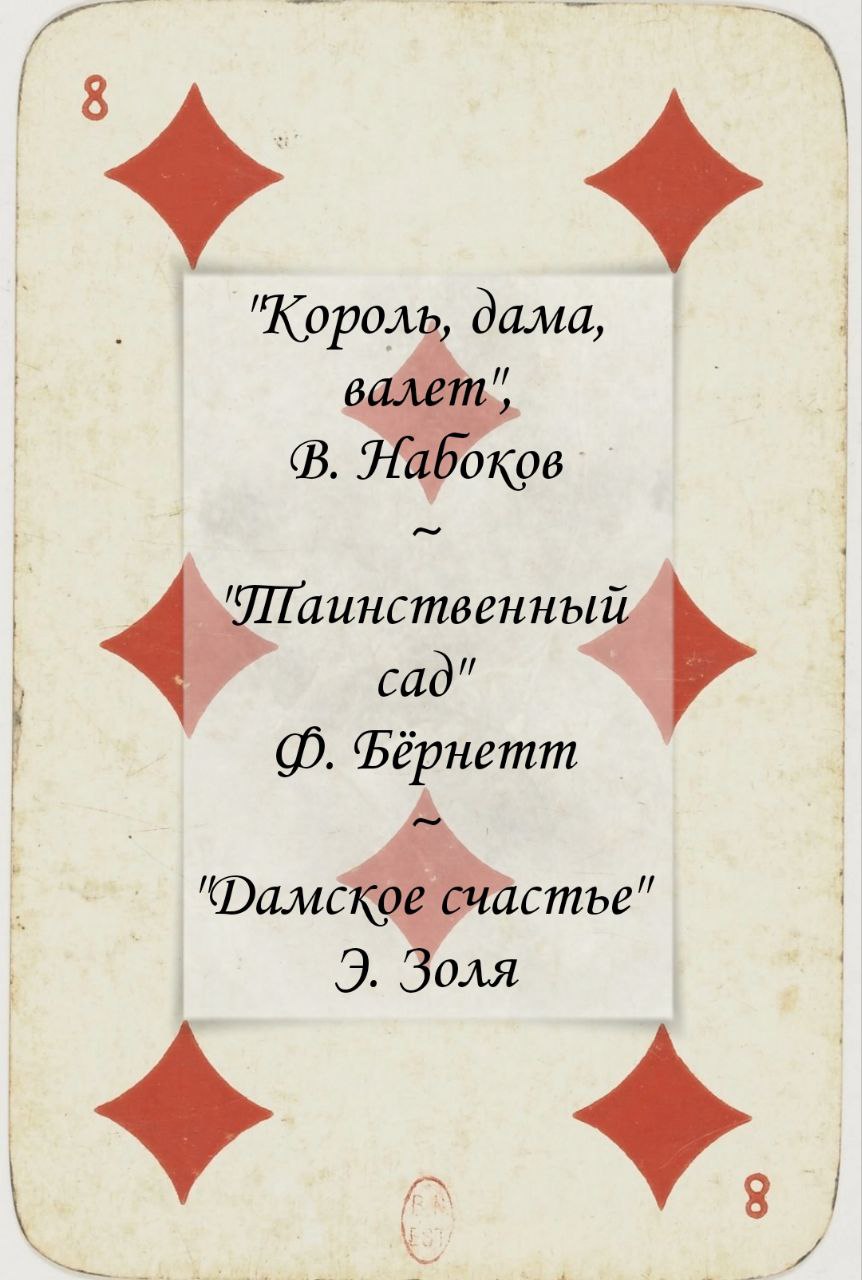 8
"Король, дама,
валет",
В. Набоков
~
"Таинственный
сад"
Ф. Бёрнетт
~
"Дамское счастье"
Э. Золя
8